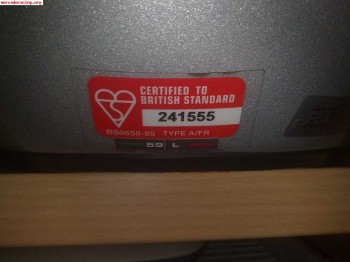 mercadoracing.org
CERTIFIED TO
BRITISH STANDARD
241555
BS6658-85 TYPE A/FR
59 L